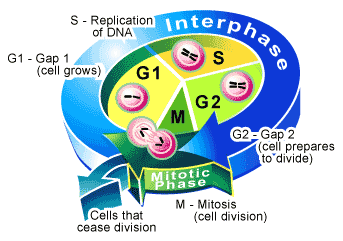 S - Replication
of DNA
Interphase
G1 - Gap 1
(cell grows)
G1
S
G2
M
G2 - Gap 2
(cell prepares
to divide)
Mitotic
Phase
M - Mitosis
(cell division)
Cells that
cease division